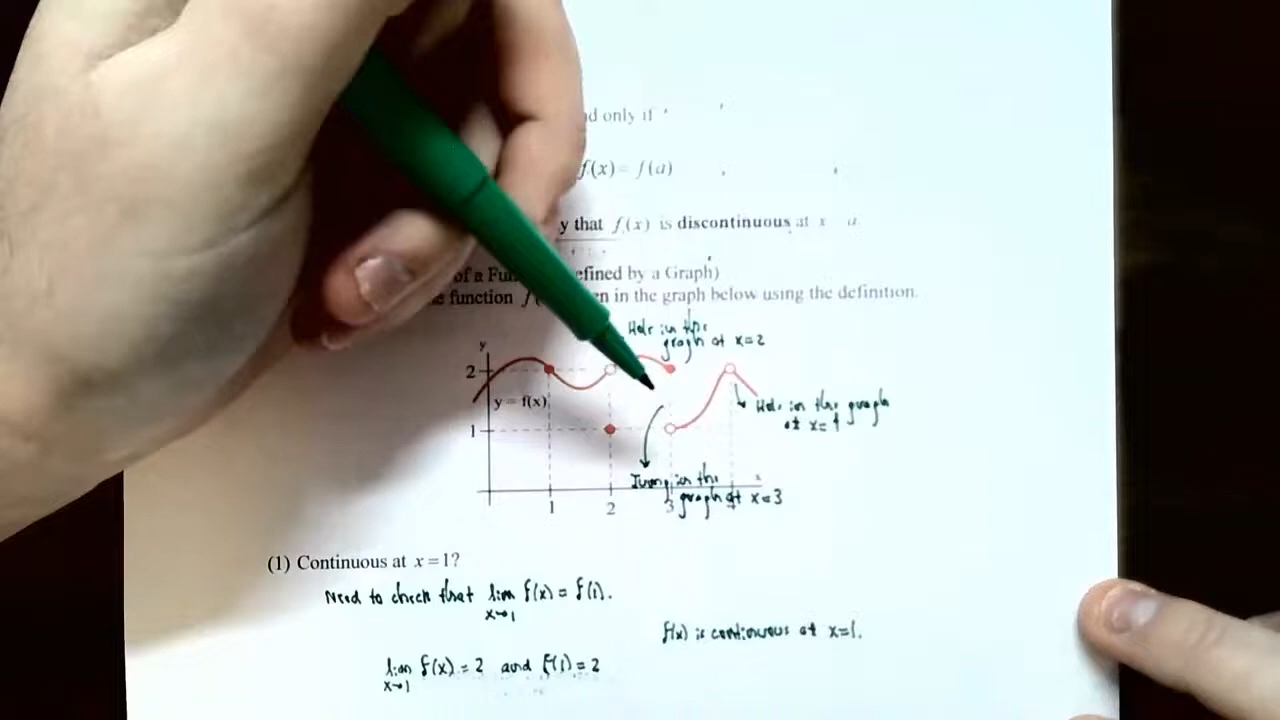 only if
f(x) = f(a)
y that f(x) is discontinuous at x a.
of a Fun efined by a Graph)
function f( n in the graph below using the definition.
Hole in the
graph at x=2
y
2
y = f(x)
Hole in the graph
at x=4
1
Jump in the
graph at x=3
x
1 2 3 4
(1) Continuous at x = 1?
Need to check that lim f(x) = f(1).
x→1
f(x) is continuous at x=1.
lim f(x) = 2 and f(1) = 2
x→1